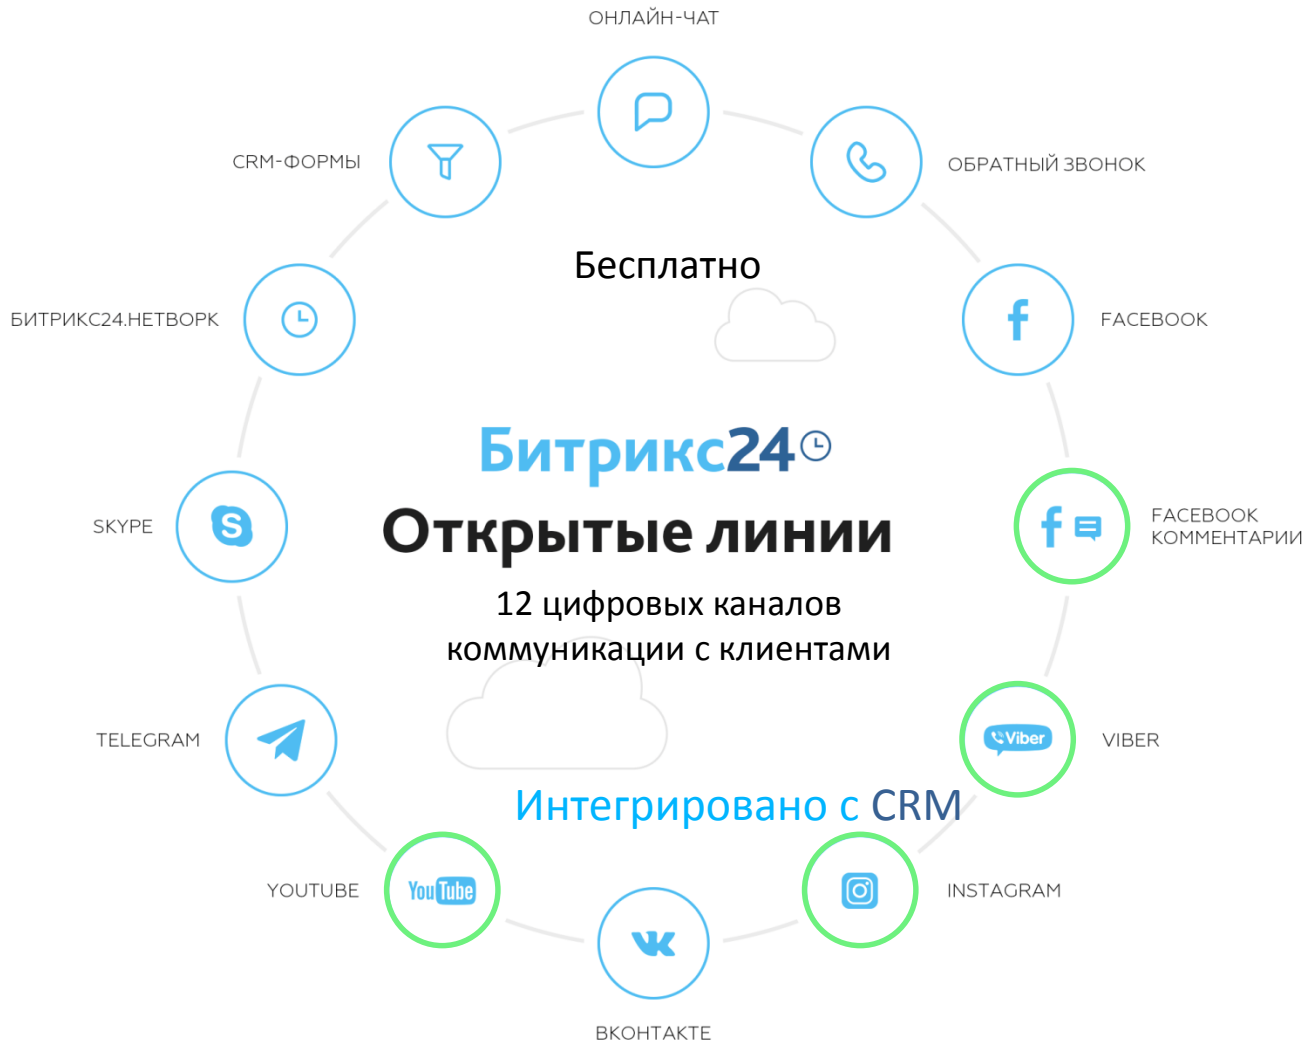 ОНЛАЙН-ЧАТ
CRM-ФОРМЫ
ОБРАТНЫЙ ЗВОНОК
Бесплатно
БИТРИКС24.НЕТВОРК
FACEBOOK
Битрикс24
Открытые линии
SKYPE
FACEBOOK
КОММЕНТАРИИ
12 цифровых каналов
коммуникации с клиентами
TELEGRAM
Viber
VIBER
Интегрировано с CRM
YOUTUBE
YouTube
INSTAGRAM
ВКОНТАКТЕ